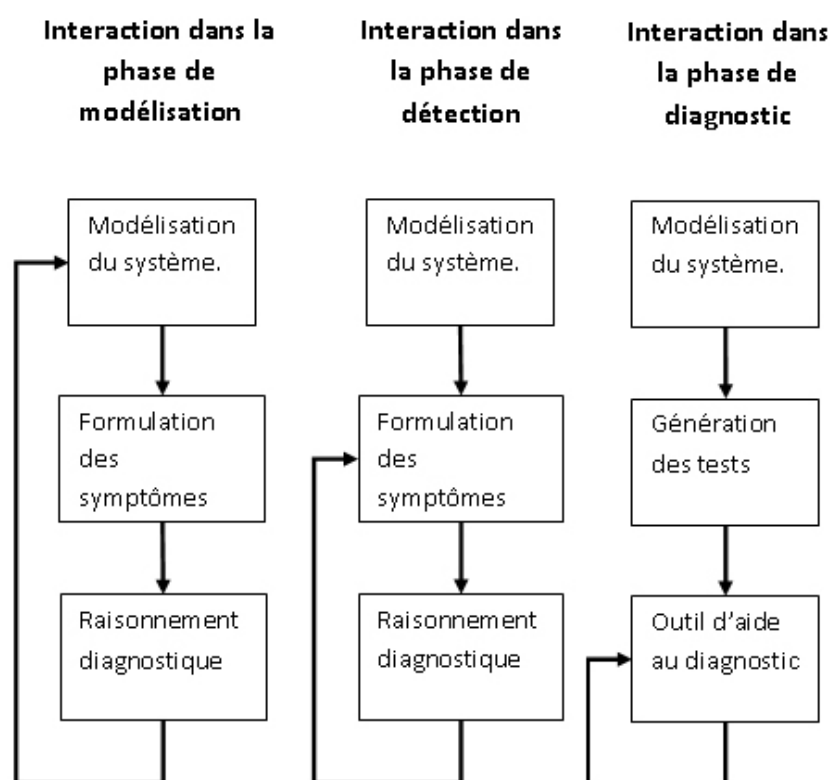 Interaction dans la
phase de
modélisation
Interaction dans
la phase de
détection
Interaction dans
la phase de
diagnostic
Modélisation
du système.
Formulation
des
symptômes
Raisonnement
diagnostique
Modélisation
du système.
Formulation
des
symptômes
Raisonnement
diagnostique
Modélisation
du système.
Génération
des tests
Outil d'aide
au diagnostic